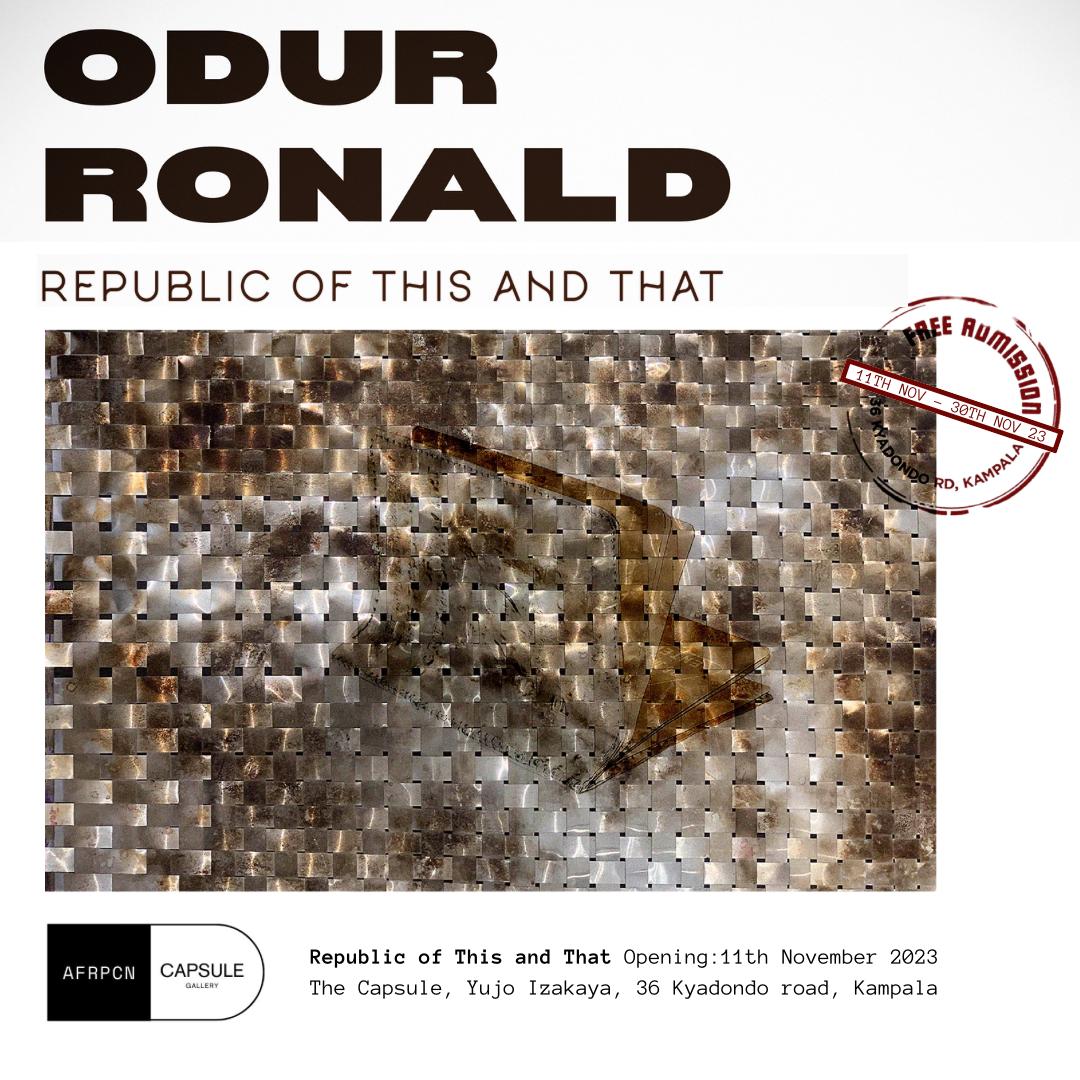 ODUR
RONALD
REPUBLIC OF THIS AND THAT
FREE ADMISSION
11TH NOV – 30TH NOV 23
36 KYADONDO RD, KAMPALA
AFRPCN
CAPSULE
GALLERY
Republic of This and That Opening:11th November 2023
The Capsule, Yujo Izakaya, 36 Kyadondo road, Kampala